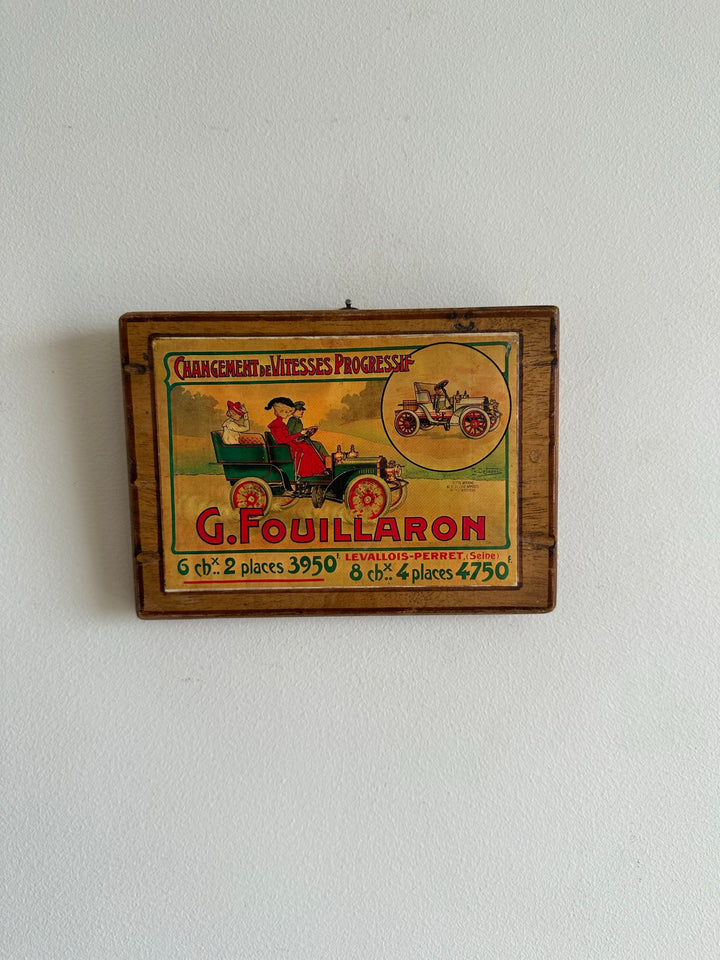 CHANGEMENT DE VITESSES PROGRESSIF
G. FOUILLARON
LEVALLOIS-PERRET, (Seine)
6 chx.. 2 places 3950f.
8 chx.. 4 places 4750f.